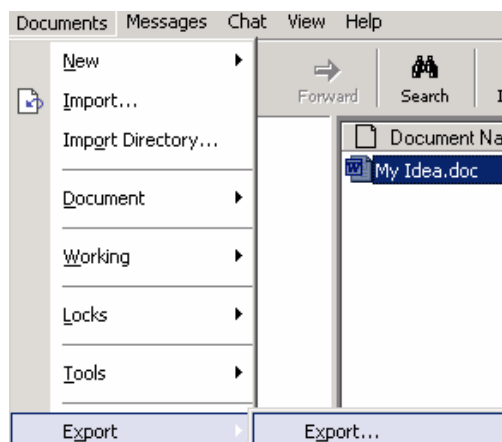 Documents Messages Chat View Help
New
Import...
Import Directory...
Document
Working
Locks
Tools
Export
Forward
Search
Document Na
My Idea.doc
Export...